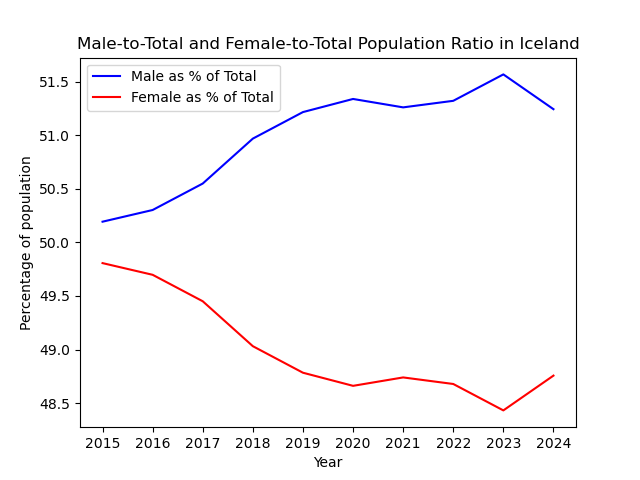 Male-to-Total and Female-to-Total Population Ratio in Iceland
Male as % of Total
Female as % of Total
Percentage of population
51.5
51.0
50.5
50.0
49.5
49.0
48.5
2015 2016 2017 2018 2019 2020 2021 2022 2023 2024
Year